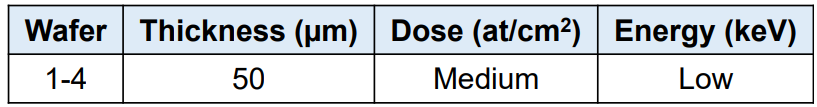 Wafer Thickness (µm) Dose (at/cm²) Energy (keV)
1-4 50 Medium Low